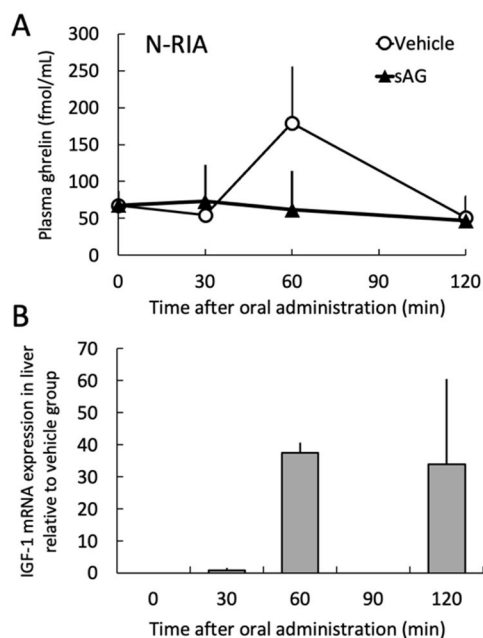 A
N-RIA
Vehicle
sAG
Plasma ghrelin (fmol/mL)
300
250
200
150
100
50
0
0 30 60 90 120
Time after oral administration (min)
B
IGF-1 mRNA expression in liver
relative to vehicle group
70
60
50
40
30
20
10
0
0 30 60 90 120
Time after oral administration (min)